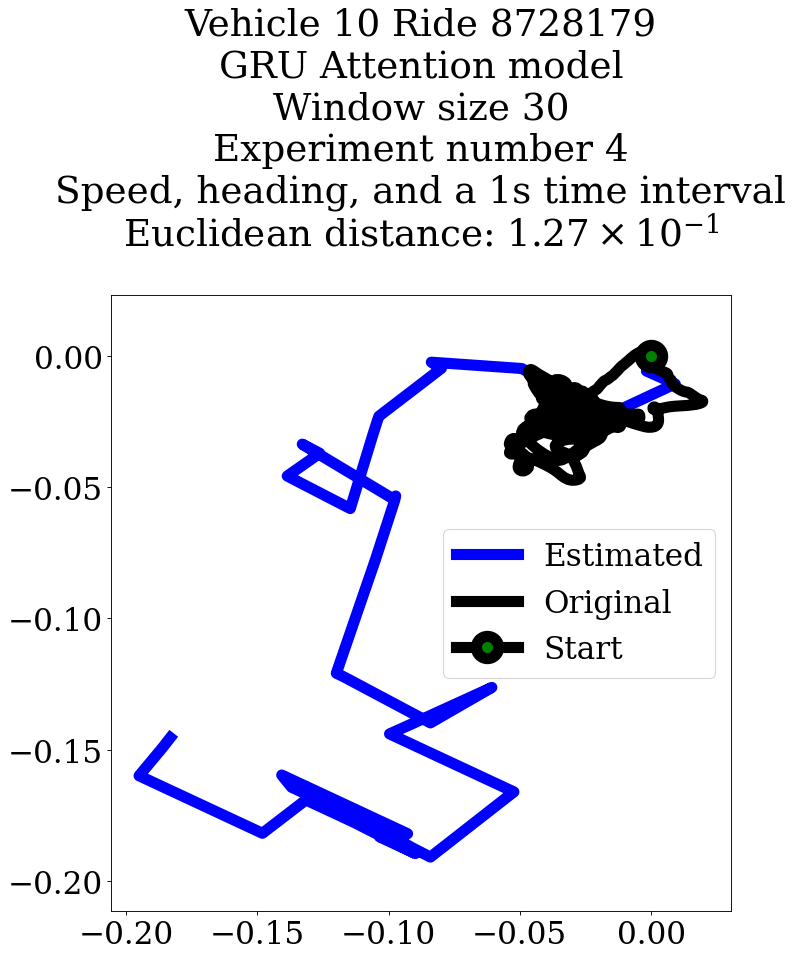 Vehicle 10 Ride 8728179
GRU Attention model
Window size 30
Experiment number 4
Speed, heading, and a 1s time interval
Euclidean distance: 1.27 × 10⁻¹
0.00
−0.05
−0.10
−0.15
−0.20
Estimated
Original
Start
−0.20 −0.15 −0.10 −0.05 0.00